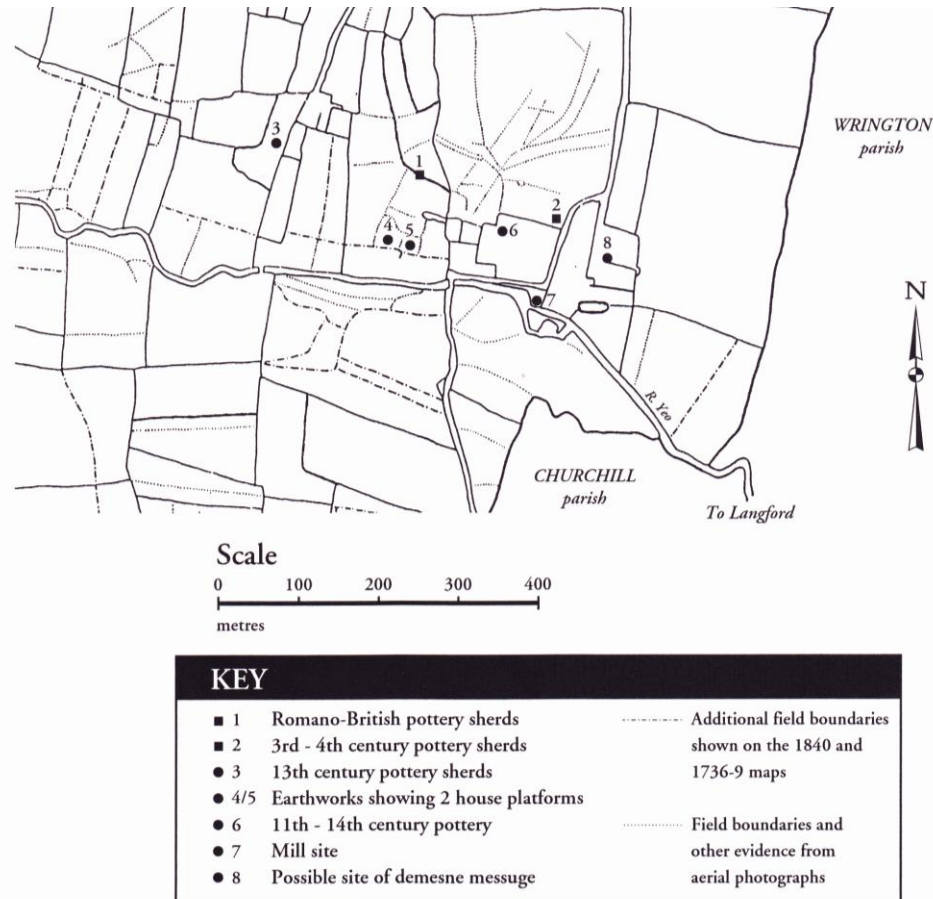 WRINGTON
parish
3
1
2
4
5
6
8
7
N
R. Yeo
CHURCHILL
parish
To Langford
Scale
0 100 200 300 400
metres
KEY
1 Romano-British pottery sherds
2 3rd - 4th century pottery sherds
3 13th century pottery sherds
4/5 Earthworks showing 2 house platforms
6 11th - 14th century pottery
7 Mill site
8 Possible site of demesne messuge
Additional field boundaries
shown on the 1840 and
1736-9 maps
Field boundaries and
other evidence from
aerial photographs